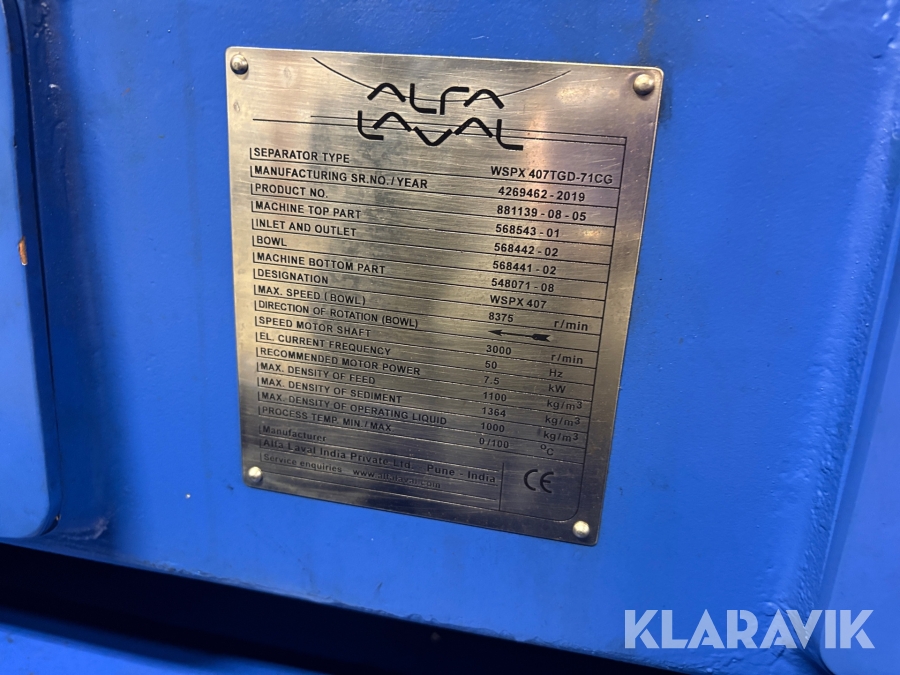 ALFA
LAVAL
SEPARATOR TYPE WSPX 407TGD-71CG
MANUFACTURING SR.NO./YEAR 4269462-2019
PRODUCT NO. 881139-08-05
MACHINE TOP PART 568543-01
INLET AND OUTLET 568442-02
BOWL 568441-02
MACHINE BOTTOM PART 548071-08
DESIGNATION WSPX 407
MAX. SPEED (BOWL) 8375 r/min
DIRECTION OF ROTATION (BOWL)
SPEED MOTOR SHAFT 3000 r/min
EL. CURRENT FREQUENCY 50 Hz
RECOMMENDED MOTOR POWER 7.5 kW
MAX. DENSITY OF FEED 1100 kg/m3
MAX. DENSITY OF SEDIMENT 1364 kg/m3
MAX. DENSITY OF OPERATING LIQUID 1000 kg/m3
PROCESS TEMP. MIN/MAX 0/100 °C
Manufacturer
Alfa Laval India Private Ltd. Pune - India
Service enquiries www.alfalaval.com
CE
KLARAVIK